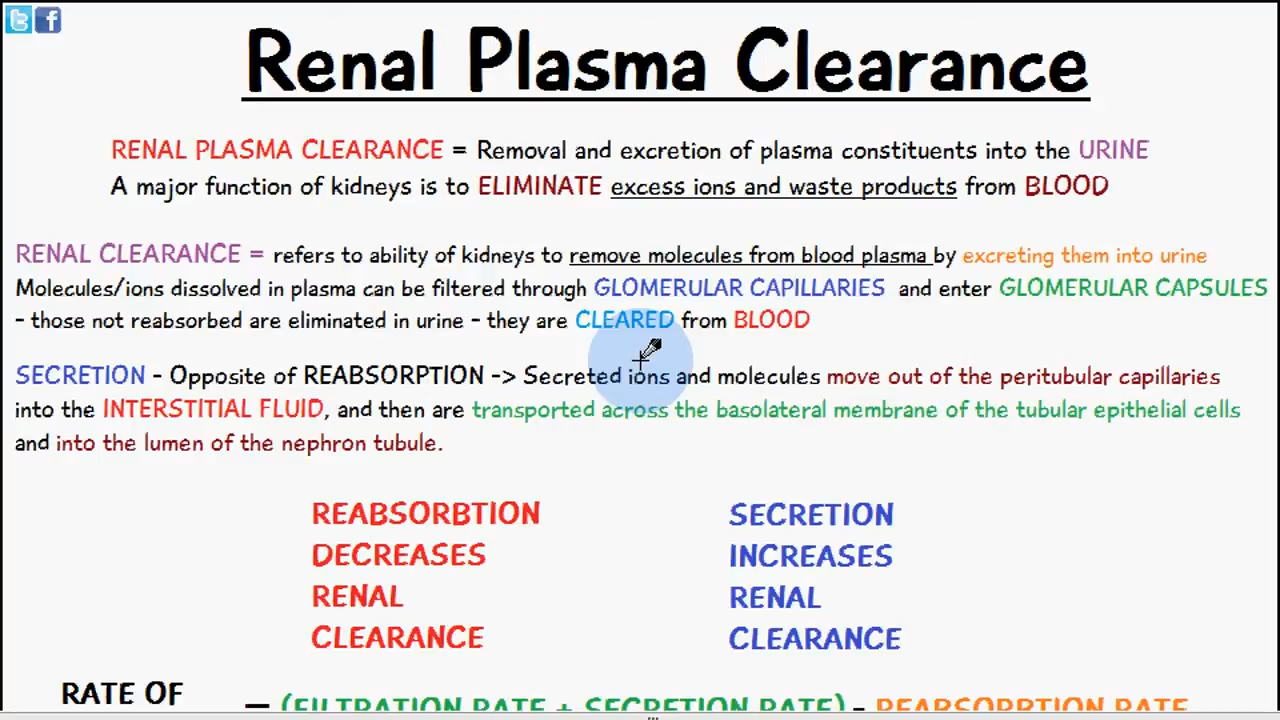 Renal Plasma Clearance
RENAL PLASMA CLEARANCE = Removal and excretion of plasma constituents into the URINE
A major function of kidneys is to ELIMINATE excess ions and waste products from BLOOD
RENAL CLEARANCE = refers to ability of kidneys to remove molecules from blood plasma by excreting them into urine
Molecules/ions dissolved in plasma can be filtered through GLOMERULAR CAPILLARIES and enter GLOMERULAR CAPSULES
- those not reabsorbed are eliminated in urine - they are CLEARED from BLOOD
SECRETION - Opposite of REABSORPTION -> Secreted ions and molecules move out of the peritubular capillaries
into the INTERSTITIAL FLUID, and then are transported across the basolateral membrane of the tubular epithelial cells
and into the lumen of the nephron tubule.
REABSORBTION
DECREASES
RENAL
CLEARANCE
SECRETION
INCREASES
RENAL
CLEARANCE
RATE OF
= (FILTRATION RATE + SECRETION RATE) - REABSORPTION RATE